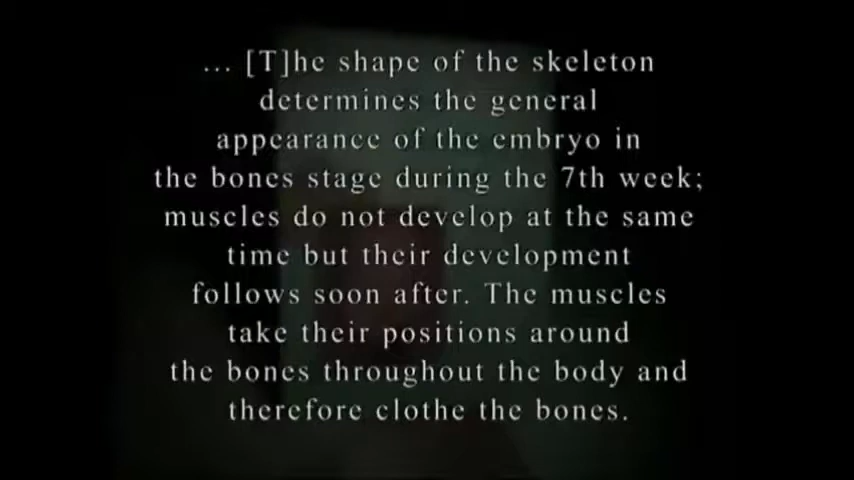 ... [T]he shape of the skeleton
determines the general
appearance of the embryo in
the bones stage during the 7th week;
muscles do not develop at the same
time but their development
follows soon after. The muscles
take their positions around
the bones throughout the body and
therefore clothe the bones.